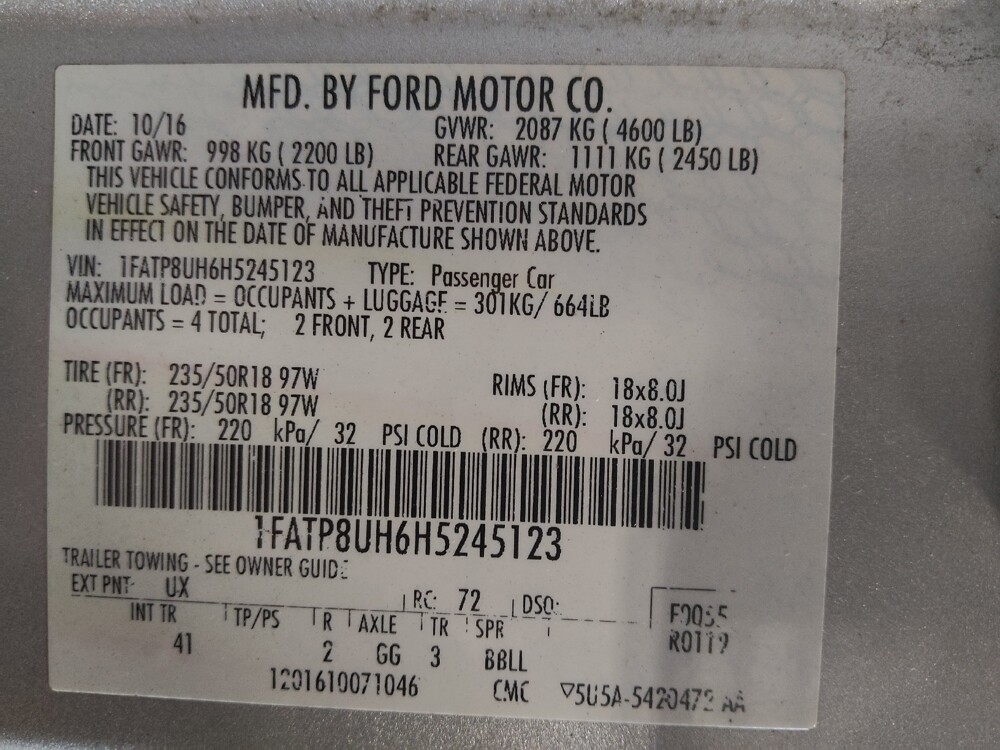 MFD. BY FORD MOTOR CO.
DATE: 10/16 GVWR: 2087 KG ( 4600 LB)
FRONT GAWR: 998 KG ( 2200 LB) REAR GAWR: 1111 KG ( 2450 LB)
THIS VEHICLE CONFORMS TO ALL APPLICABLE FEDERAL MOTOR
VEHICLE SAFETY, BUMPER, AND THEFT PREVENTION STANDARDS
IN EFFECT ON THE DATE OF MANUFACTURE SHOWN ABOVE.
VIN: 1FATP8UH6H5245123 TYPE: Passenger Car
MAXIMUM LOAD = OCCUPANTS + LUGGAGE = 301KG/ 664LB
OCCUPANTS = 4 TOTAL; 2 FRONT, 2 REAR
TIRE (FR): 235/50R18 97W RIMS (FR): 18x8.0J
(RR): 235/50R18 97W (RR): 18x8.0J
PRESSURE (FR): 220 kPa/ 32 PSI COLD (RR): 220 kPa/ 32 PSI COLD
1FATP8UH6H5245123
TRAILER TOWING - SEE OWNER GUIDE
EXT PNT: UX RC: 72 DSO:
INT TR TP/PS R AXLE TR SPR R0119
41 2 GG 3 BBLL
1201610071046 CMC